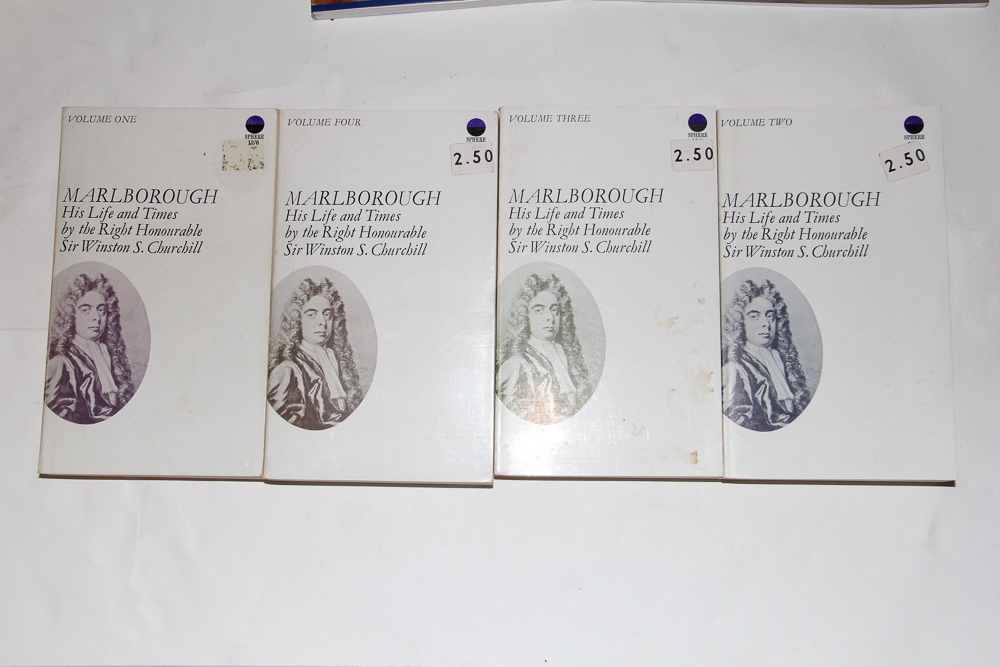 VOLUME ONE
SPHERE
12/6
MARLBOROUGH
His Life and Times
by the Right Honourable
Sir Winston S. Churchill
VOLUME FOUR
SPHERE
2.50
MARLBOROUGH
His Life and Times
by the Right Honourable
Sir Winston S. Churchill
VOLUME THREE
SPHERE
2.50
MARLBOROUGH
His Life and Times
by the Right Honourable
Sir Winston S. Churchill
VOLUME TWO
SPHERE
2.50
MARLBOROUGH
His Life and Times
by the Right Honourable
Sir Winston S. Churchill